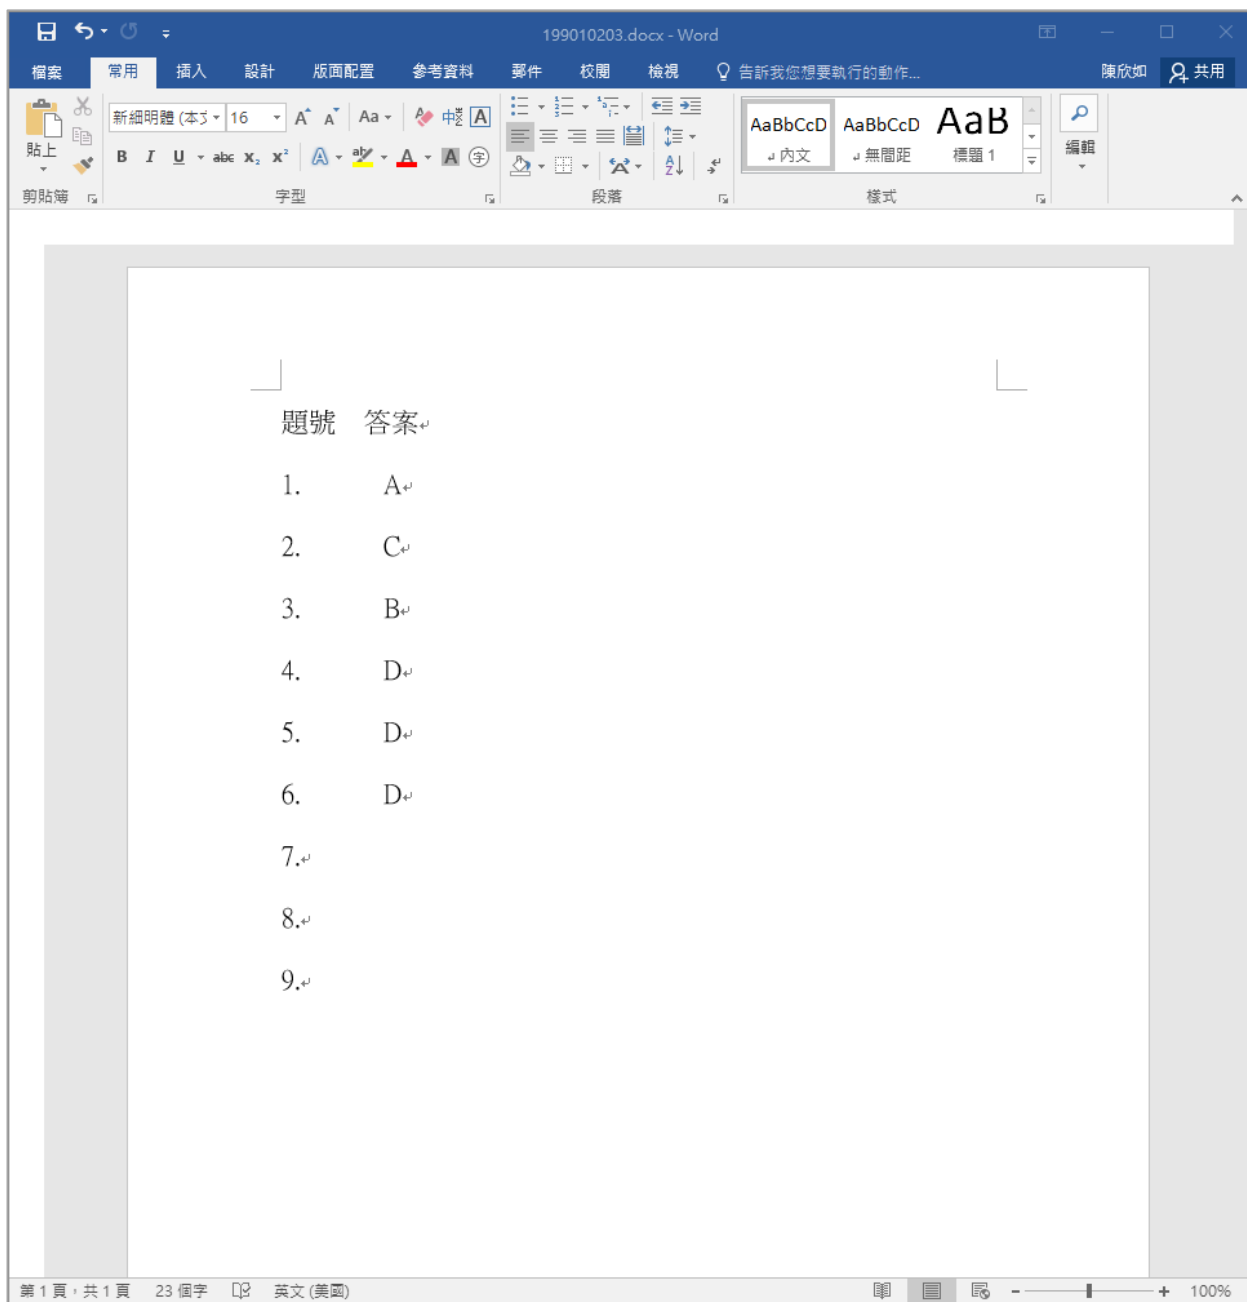 199010203.docx - Word
檔案 常用 插入 設計 版面配置 參考資料 郵件 校閱 檢視 告訴我您想要執行的動作... 陳欣如 共用
新細明體 (本文 16 A A Aa 中 A
貼上 B I U abc X₂ X² A aby A A 字
AaBbCcD AaBbCcD AaB
內文 無間距 標題 1
編輯
剪貼簿 字型 段落 樣式
題號 答案
1. A
2. C
3. B
4. D
5. D
6. D
7.
8.
9.
第 1 頁，共 1 頁 23 個字 英文 (美國) 100%